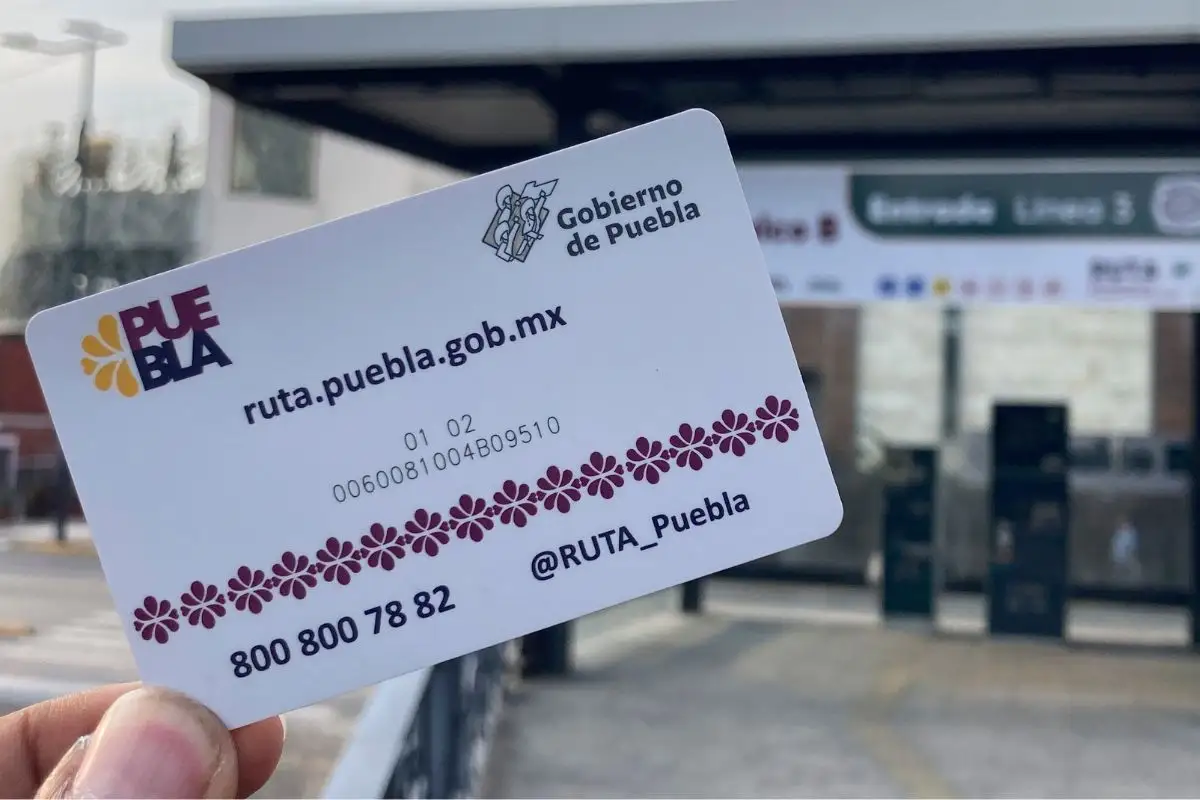 Gobierno
de Puebla
PUE
BLA
ruta.puebla.gob.mx
01 02
0060081004B09510
@RUTA_Puebla
800 800 78 82
Entrada Línea 3
RUTA